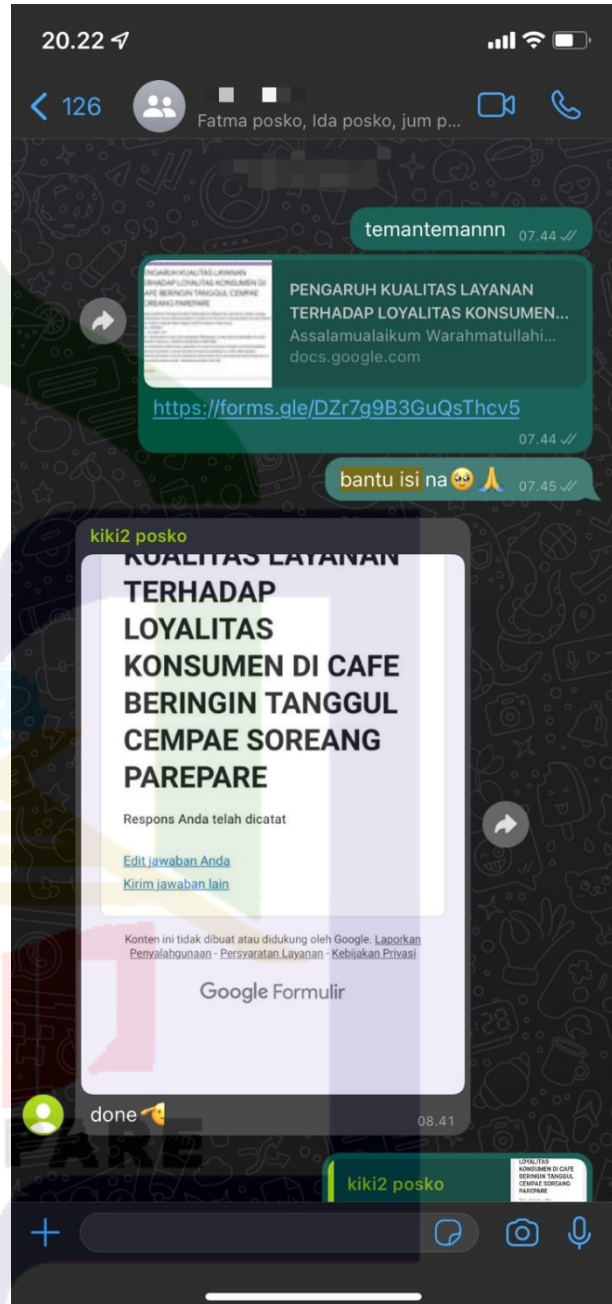 20.22
126
Fatma posko, Ida posko, jum p...
temantemannn 07.44
PENGARUH KUALITAS LAYANAN
TERHADAP LOYALITAS KONSUMEN...
Assalamualaikum Warahmatullahi...
docs.google.com
https://forms.gle/DZr7g9B3GuQsThcv5
07.44
bantu isi na🥺🙏 07.45
kiki2 posko
KUALITAS LAYANAN
TERHADAP
LOYALITAS
KONSUMEN DI CAFE
BERINGIN TANGGUL
CEMPAE SOREANG
PAREPARE
Respons Anda telah dicatat
Edit jawaban Anda
Kirim jawaban lain
Konten ini tidak dibuat atau didukung oleh Google. Laporkan
Penyalahgunaan - Persyaratan Layanan - Kebijakan Privasi
Google Formulir
done🫡
08.41
kiki2 posko
LOYALITAS
KONSUMEN DI CAFE
BERINGIN TANGGUL
CEMPAE SOREANG
PAREPARE